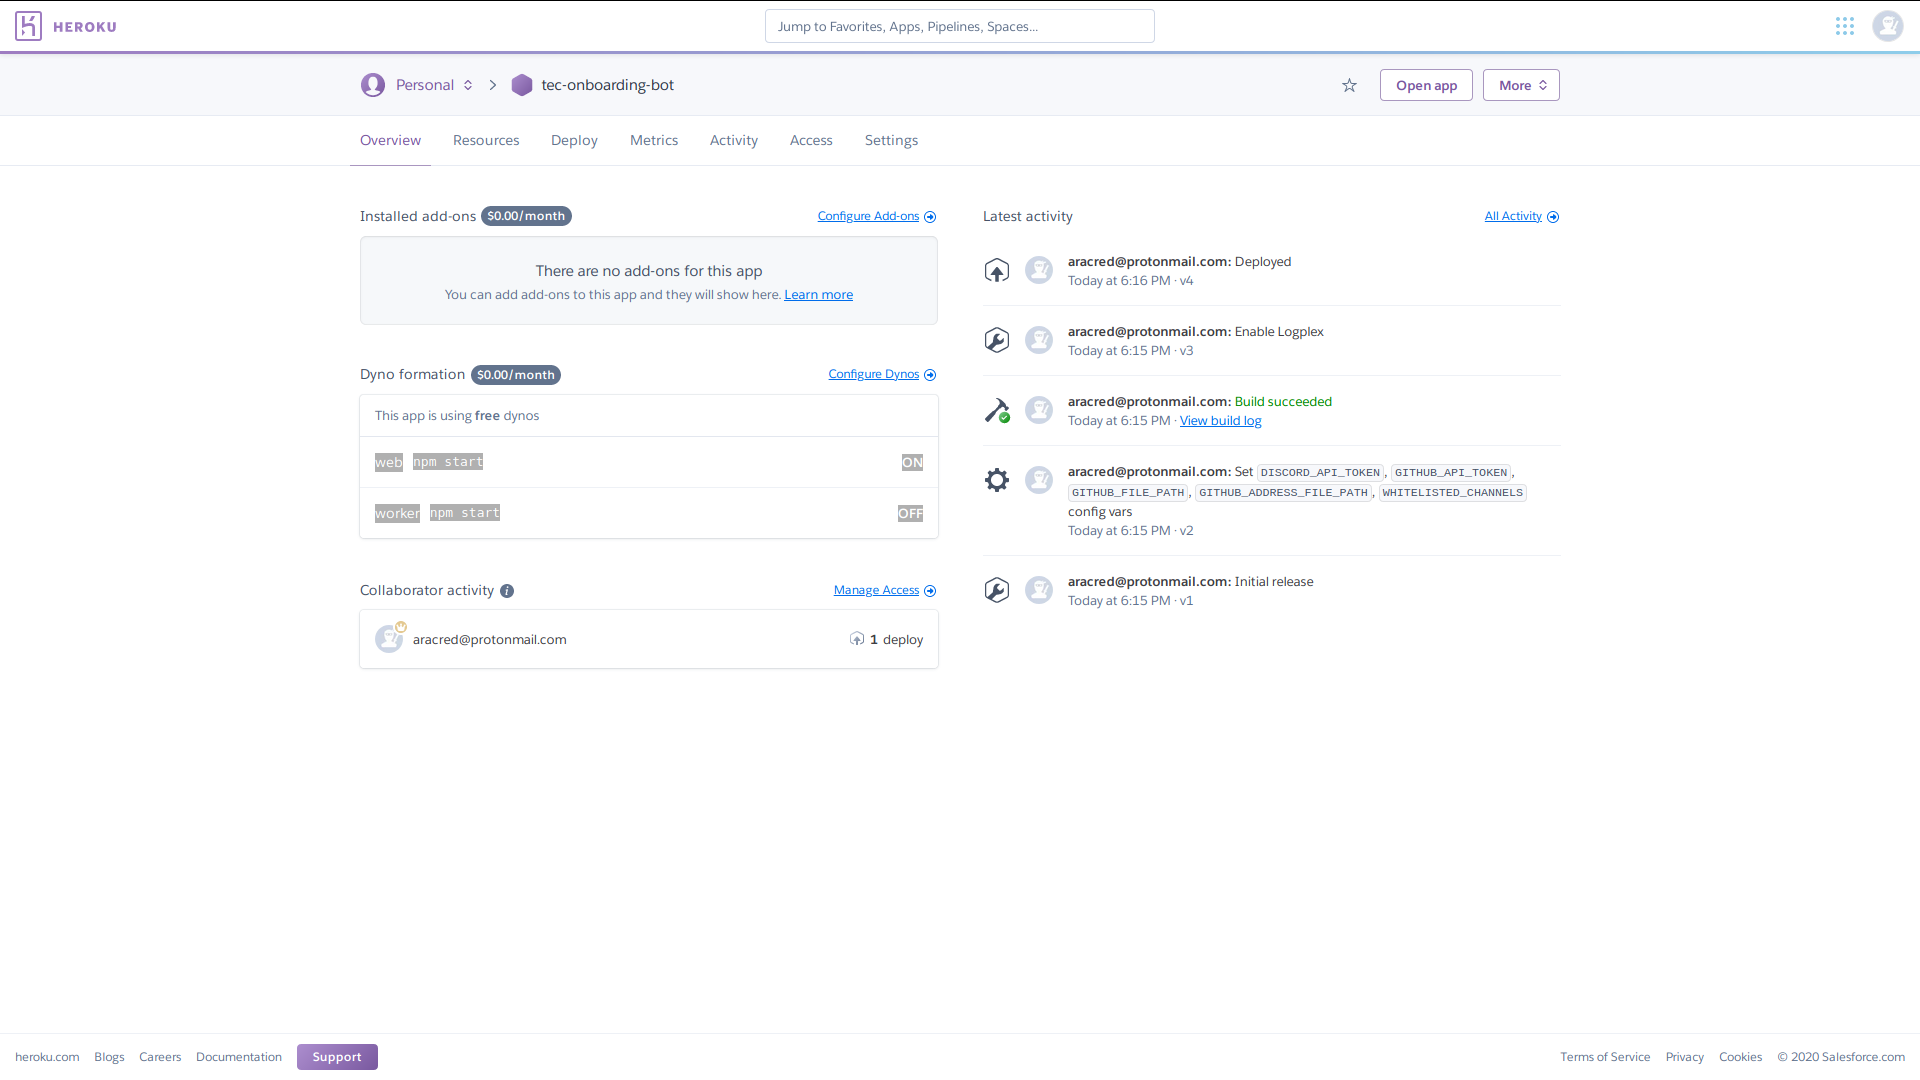 HEROKU
Jump to Favorites, Apps, Pipelines, Spaces...
Personal
tec-onboarding-bot
Open app
More
Overview
Resources
Deploy
Metrics
Activity
Access
Settings
Installed add-ons $0.00/month
Configure Add-ons
There are no add-ons for this app
You can add add-ons to this app and they will show here. Learn more
Dyno formation $0.00/month
Configure Dynos
This app is using free dynos
web npm start ON
worker npm start OFF
Collaborator activity i
Manage Access
aracred@protonmail.com
1 deploy
Latest activity
All Activity
aracred@protonmail.com: Deployed
Today at 6:16 PM · v4
aracred@protonmail.com: Enable Logplex
Today at 6:15 PM · v3
aracred@protonmail.com: Build succeeded
Today at 6:15 PM · View build log
aracred@protonmail.com: Set DISCORD_API_TOKEN, GITHUB_API_TOKEN,
GITHUB_FILE_PATH, GITHUB_ADDRESS_FILE_PATH, WHITELISTED_CHANNELS
config vars
Today at 6:15 PM · v2
aracred@protonmail.com: Initial release
Today at 6:15 PM · v1
heroku.com
Blogs
Careers
Documentation
Support
Terms of Service
Privacy
Cookies
© 2020 Salesforce.com